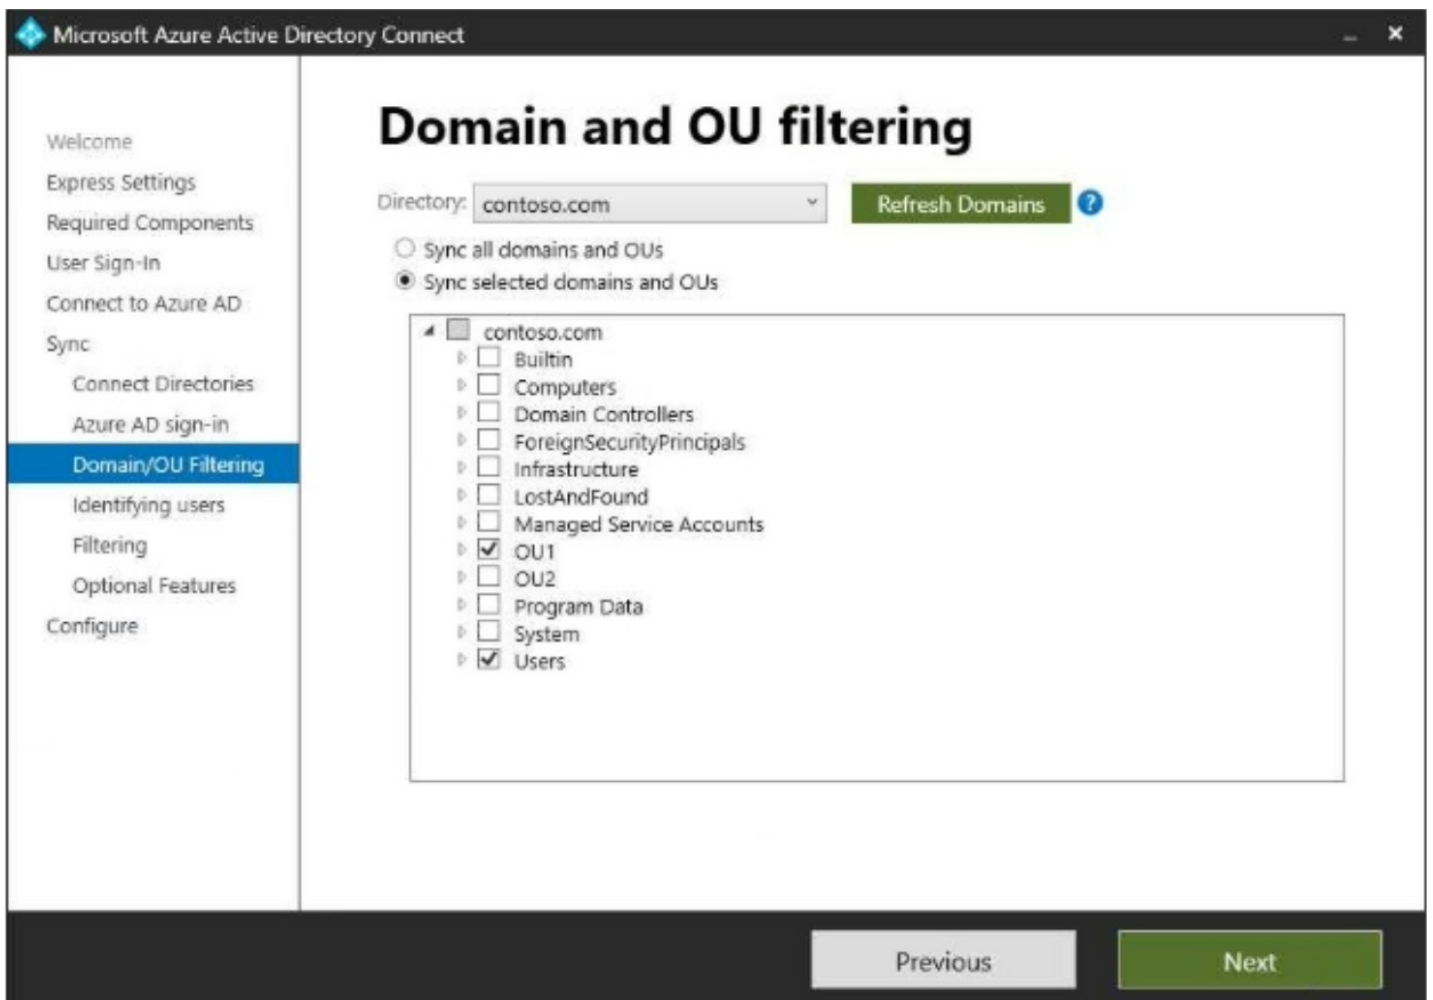 Microsoft Azure Active Directory Connect
Welcome
Express Settings
Required Components
User Sign-In
Connect to Azure AD
Sync
Connect Directories
Azure AD sign-in
Domain/OU Filtering
Identifying users
Filtering
Optional Features
Configure
Domain and OU filtering
Directory: contoso.com Refresh Domains ?
Sync all domains and OUs
Sync selected domains and OUs
contoso.com
Builtin
Computers
Domain Controllers
ForeignSecurityPrincipals
Infrastructure
LostAndFound
Managed Service Accounts
OU1
OU2
Program Data
System
Users
Previous Next